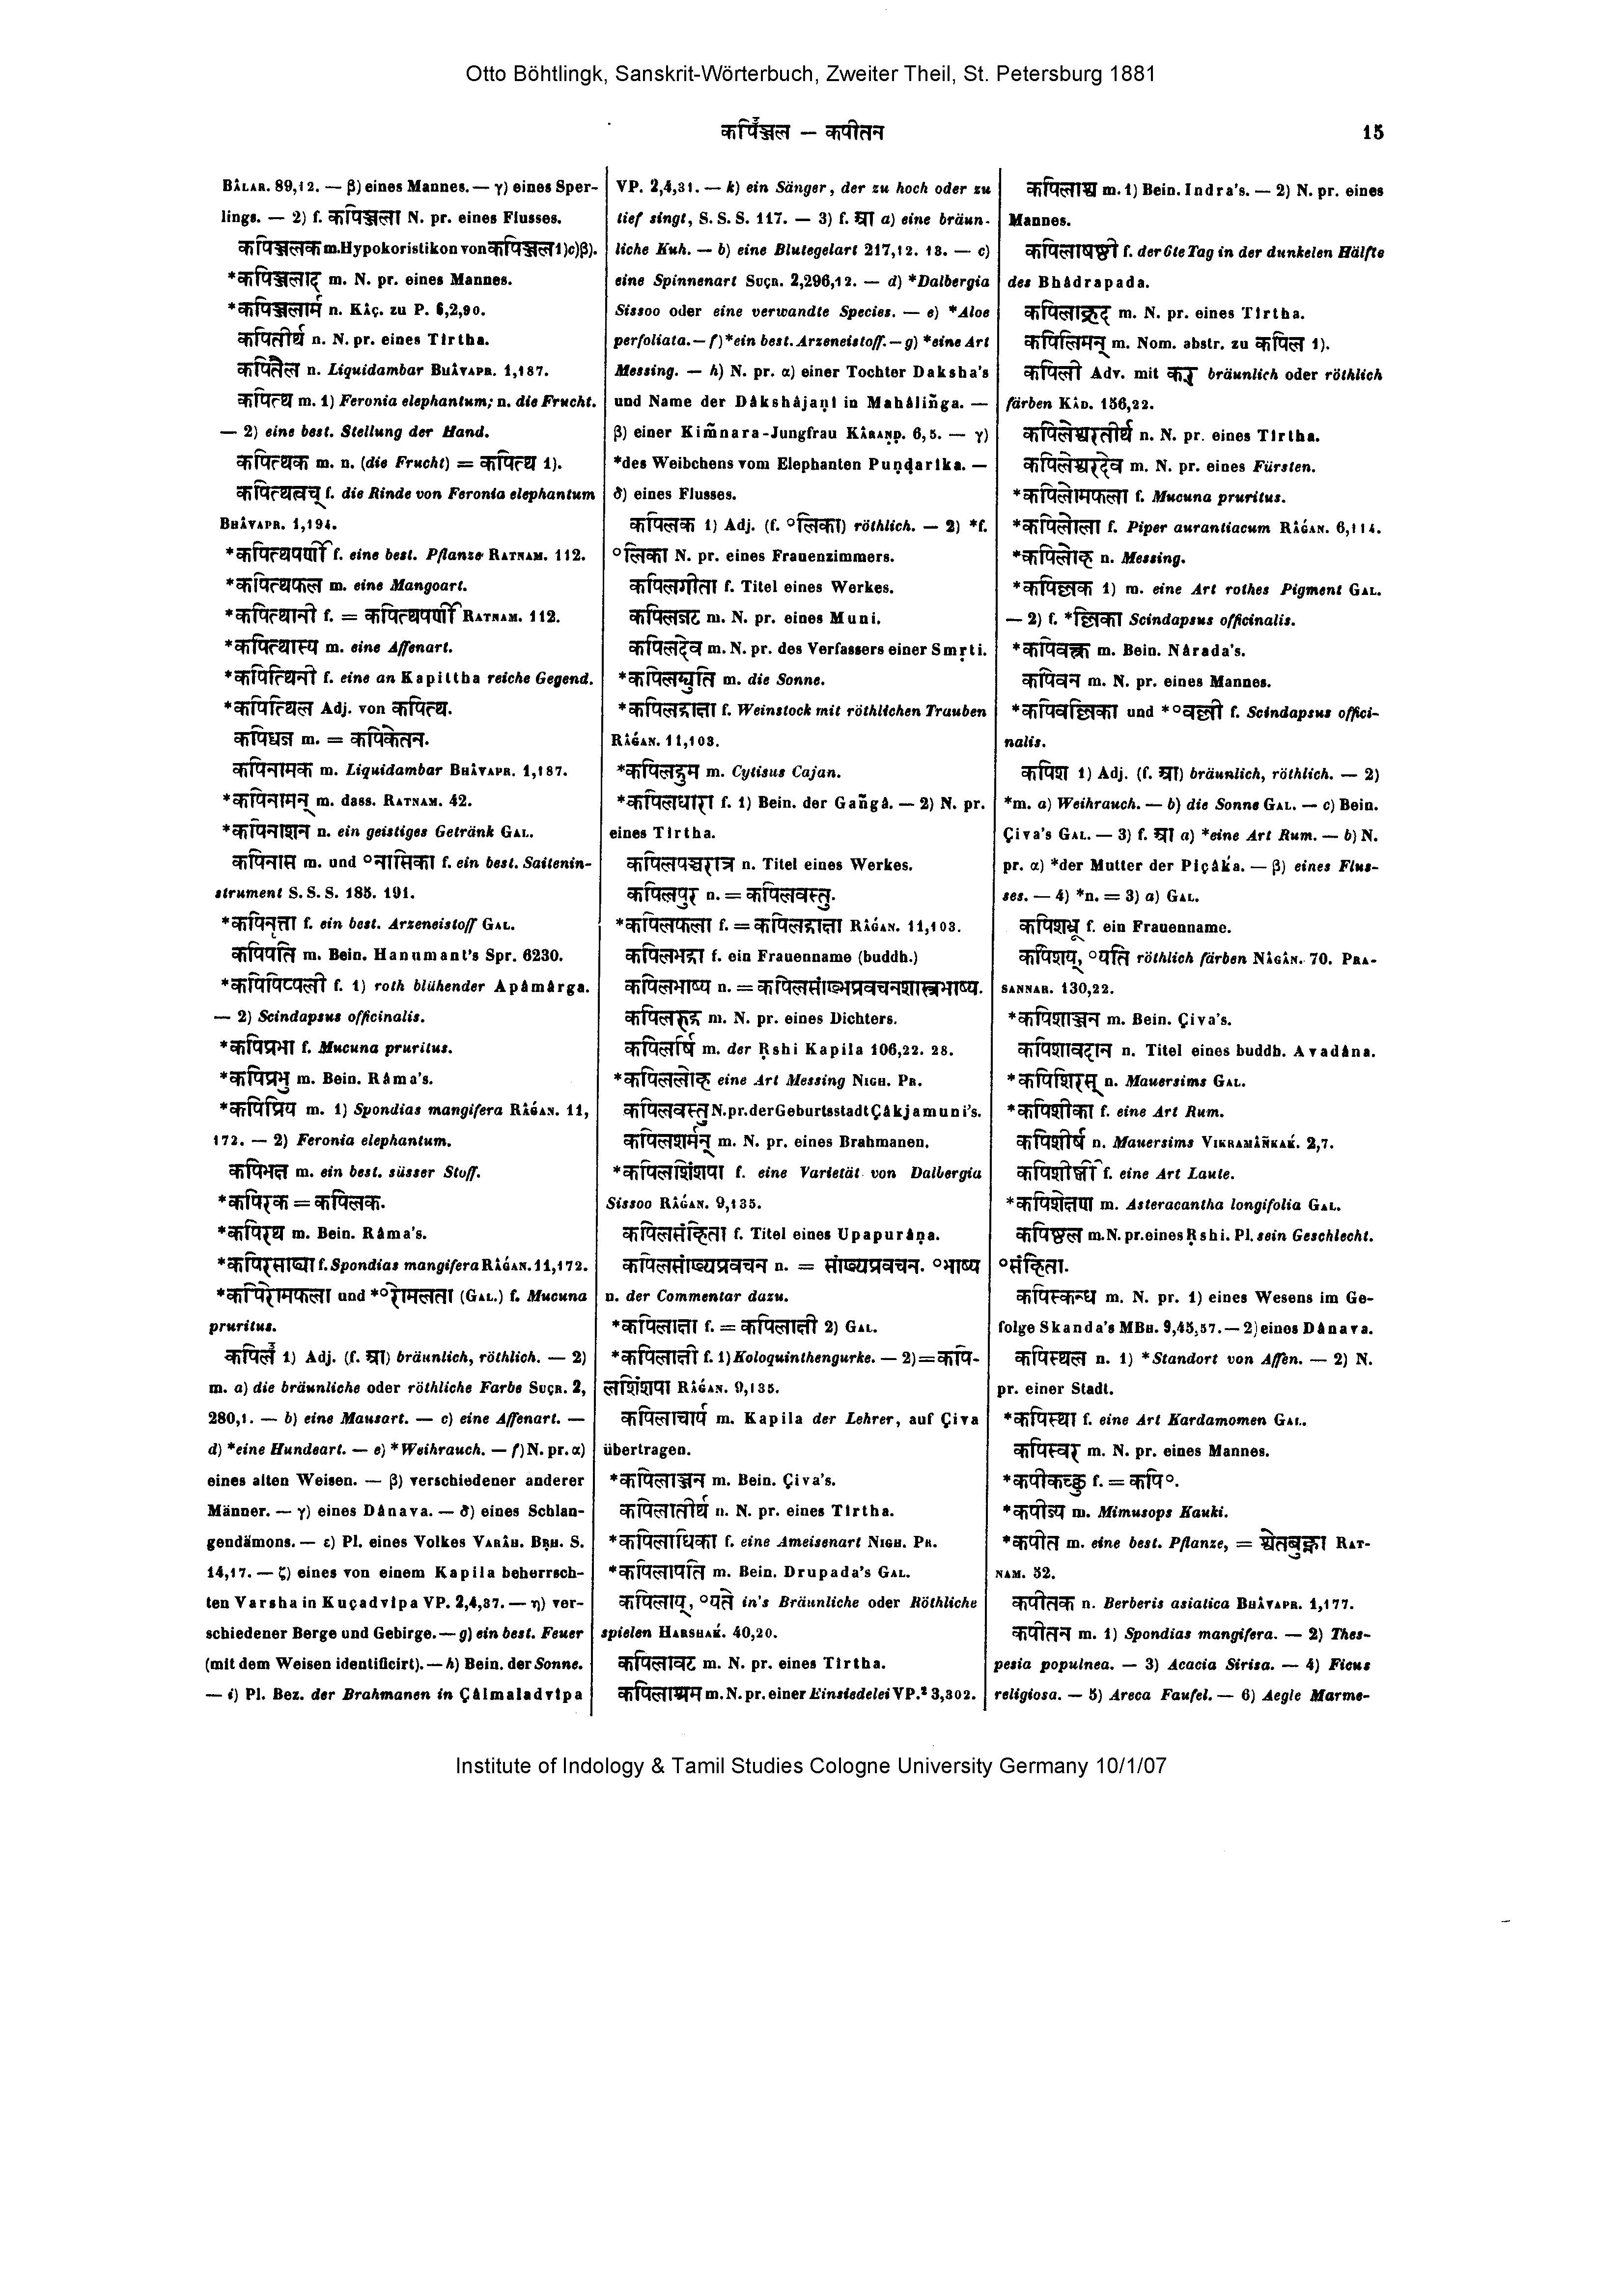 Otto Böhtlingk, Sanskrit-Wörterbuch, Zweiter Theil, St. Petersburg 1881
कपिञ्जल — कपीतन 15
BÂLAR. 89,12. — β) eines Mannes. — γ) eines Sper-
lings. — 2) f. कपिञ्जला N. pr. eines Flusses.
कपिञ्जलक m. Hypokoristikon von कपिञ्जल 1)c)β).
*कपिञ्जलाद m. N. pr. eines Mannes.
*कपिञ्जलार्म n. KÂÇ. zu P. 6,2,90.
कपितीर्थ n. N. pr. eines Tîrtha.
कपितैल n. Liquidambar BHÂVAPR. 1,187.
कपित्थ m. 1) Feronia elephantum; n. die Frucht.
— 2) eine best. Stellung der Hand.
कपित्थक m. n. (die Frucht) = कपित्थ 1).
कपित्थत्वच् f. die Rinde von Feronia elephantum
BHÂVAPR. 1,194.
*कपित्थपर्णी f. eine best. Pflanze RATNAM. 112.
*कपित्थफल m. eine Mangoart.
*कपित्थानी f. = कपित्थपर्णी RATNAM. 112.
*कपित्थास्य m. eine Affenart.
*कपित्थिनी f. eine an Kapittha reiche Gegend.
*कपित्थिल Adj. von कपित्थ.
कपिध्वज m. = कपिकेतन.
कपिनामक m. Liquidambar BHÂVAPR. 1,187.
*कपिनामन् m. dass. RATNAM. 42.
*कपिनाशन n. ein geistiges Getränk GAL.
कपिनास m. und °नासिका f. ein best. Saitenin-
strument S. S. S. 185. 191.
*कपिनृत्ता f. ein best. Arzeneistoff GAL.
कपिपति m. Bein. Hanumant's Spr. 6230.
*कपिपिप्पली f. 1) roth blühender Apâmârga.
— 2) Scindapsus officinalis.
*कपिप्रभा f. Mucuna pruritus.
*कपिप्रभु m. Bein. Râma's.
*कपिप्रिय m. 1) Spondias mangifera RÂǴAN. 11,
172. — 2) Feronia elephantum.
कपिभक्ष m. ein best. süsser Stoff.
*कपिरक = कपिलक.
*कपिरथ m. Bein. Râma's.
*कपिरसाढ्या f. Spondias mangifera RÂǴAN. 11,172.
*कपिरोमफला und *°रोमलता (GAL.) f. Mucuna
pruritus.
कपिल 1) Adj. (f. आ) bräunlich, röthlich. — 2)
m. a) die bräunliche oder röthliche Farbe SUÇR. 2,
280,1. — b) eine Mausart. — c) eine Affenart. —
d) *eine Hundeart. — e) *Weihrauch. — f) N. pr. α)
eines alten Weisen. — β) verschiedener anderer
Männer. — γ) eines Dânava. — δ) eines Schlan-
gendämons. — ε) Pl. eines Volkes VARÂH. BṚH. S.
14,17. — ζ) eines von einem Kapila beherrsch-
ten Varsha in Kuçadvîpa VP. 2,4,37. — η) ver-
schiedener Berge und Gebirge. — g) ein best. Feuer
(mit dem Weisen identificirt). — h) Bein. der Sonne.
— i) Pl. Bez. der Brahmanen in Çâlmaladvîpa
VP. 2,4,31. — k) ein Sänger, der zu hoch oder zu
tief singt, S. S. S. 117. — 3) f. आ a) eine bräun-
liche Kuh. — b) eine Blutegelart 217,12. 13. — c)
eine Spinnenart SUÇR. 2,296,12. — d) *Dalbergia
Sissoo oder eine verwandte Species. — e) *Aloe
perfoliata. — f) *ein best. Arzeneistoff. — g) *eine Art
Messing. — h) N. pr. α) einer Tochter Daksha's
und Name der Dâkshâjaṇî in Mahâliñga. —
β) einer Kim̃nara-Jungfrau KÂRAṆḌ. 6,5. — γ)
*des Weibchens vom Elephanten Puṇḍarîka. —
δ) eines Flusses.
कपिलक 1) Adj. (f. °लिका) röthlich. — 2) *f.
°लिका N. pr. eines Frauenzimmers.
कपिलगीता f. Titel eines Werkes.
कपिलजट m. N. pr. eines Muni.
कपिलदेव m. N. pr. des Verfassers einer Smṛti.
*कपिलद्युति m. die Sonne.
*कपिलद्राक्षा f. Weinstock mit röthlichen Trauben
RÂǴAN. 11,103.
*कपिलद्रुम m. Cytisus Cajan.
*कपिलधारा f. 1) Bein. der Gañgâ. — 2) N. pr.
eines Tîrtha.
कपिलपञ्चरात्र n. Titel eines Werkes.
कपिलपुर n. = कपिलवस्तु.
*कपिलफला f. = कपिलद्राक्षा RÂǴAN. 11,103.
कपिलभद्रा f. ein Frauenname (buddh.)
कपिलभाष्य n. = कपिलसांख्यप्रवचनशास्त्रभाष्य.
कपिलरुद्र m. N. pr. eines Dichters.
कपिलर्षि m. der Ṛshi Kapila 106,22. 28.
*कपिललोह eine Art Messing NIGH. PR.
कपिलवस्तु N. pr. der Geburtsstadt Çâkjamuni's.
कपिलशर्मन् m. N. pr. eines Brahmanen.
*कपिलशिंशपा f. eine Varietät von Dalbergia
Sissoo RÂǴAN. 9,135.
कपिलसंहिता f. Titel eines Upapurâṇa.
कपिलसांख्यप्रवचन n. = सांख्यप्रवचन. °भाष्य
n. der Commentar dazu.
*कपिलाक्षा f. = कपिलाक्षी 2) GAL.
*कपिलाक्षी f. 1) Koloquinthengurke. — 2) = कपि-
लशिंशपा RÂǴAN. 9,135.
कपिलाचार्य m. Kapila der Lehrer, auf Çiva
übertragen.
*कपिलाञ्जन m. Bein. Çiva's.
कपिलातीर्थ n. N. pr. eines Tîrtha.
*कपिलाधिका f. eine Ameisenart NIGH. PR.
*कपिलापति m. Bein. Drupada's GAL.
कपिलाय्, °यते in's Bräunliche oder Röthliche
spielen HARSHAḰ. 40,20.
कपिलावट m. N. pr. eines Tîrtha.
कपिलाश्रम m. N. pr. einer Einsiedelei VP.² 3,302.
कपिलाश्व m. 1) Bein. Indra's. — 2) N. pr. eines
Mannes.
कपिलाषष्ठी f. der 6te Tag in der dunkelen Hälfte
des Bhâdrapada.
कपिलाह्रद m. N. pr. eines Tîrtha.
कपिलिमन् m. Nom. abstr. zu कपिल 1).
कपिली Adv. mit कर् bräunlich oder röthlich
färben KÂD. 156,22.
कपिलेश्वरतीर्थ n. N. pr. eines Tîrtha.
कपिलेश्वरदेव m. N. pr. eines Fürsten.
*कपिलोमफला f. Mucuna pruritus.
*कपिलोला f. Piper aurantiacum RÂǴAN. 6,114.
*कपिलोह n. Messing.
*कपिल्लक 1) m. eine Art rothes Pigment GAL.
— 2) f. *ल्लिका Scindapsus officinalis.
*कपिवक्त्र m. Bein. Nârada's.
कपिवन m. N. pr. eines Mannes.
*कपिवल्लिका und *°वल्ली f. Scindapsus offici-
nalis.
कपिश 1) Adj. (f. आ) bräunlich, röthlich. — 2)
*m. a) Weihrauch. — b) die Sonne GAL. — c) Bein.
Çiva's GAL. — 3) f. आ a) *eine Art Rum. — b) N.
pr. α) *der Mutter der Piçâḱa. — β) eines Flus-
ses. — 4) *n. = 3) a) GAL.
कपिशभ्रू f. ein Frauenname.
कपिशय्, °यति röthlich färben NÂGÂN. 70. PRA-
SANNAR. 130,22.
*कपिशाञ्जन m. Bein. Çiva's.
कपिशावदान n. Titel eines buddh. Avadâna.
*कपिशिरस् n. Mauersims GAL.
*कपिशीका f. eine Art Rum.
कपिशीर्ष n. Mauersims VIKRAMÂÑKAḰ. 2,7.
कपिशीर्ष्णी f. eine Art Laute.
*कपिशेक्षण m. Asteracantha longifolia GAL.
कपिष्ठल m. N. pr. eines Ṛshi. Pl. sein Geschlecht.
°संहिता.
कपिस्कन्ध m. N. pr. 1) eines Wesens im Ge-
folge Skanda's MBH. 9,45,57. — 2) eines Dânava.
कपिस्थल n. 1) *Standort von Affen. — 2) N.
pr. einer Stadt.
*कपिस्था f. eine Art Kardamomen GAL.
कपिस्वर m. N. pr. eines Mannes.
*कपीकच्छु f. = कपि°.
*कपीज्य m. Mimusops Kauki.
*कपीत m. eine best. Pflanze, = श्वेतबुह्ना RAT-
NAM. 52.
कपीतक n. Berberis asiatica BHÂVAPR. 1,177.
कपीतन m. 1) Spondias mangifera. — 2) Thes-
pesia populnea. — 3) Acacia Sirisa. — 4) Ficus
religiosa. — 5) Areca Faufel. — 6) Aegle Marme-
Institute of Indology & Tamil Studies Cologne University Germany 10/1/07